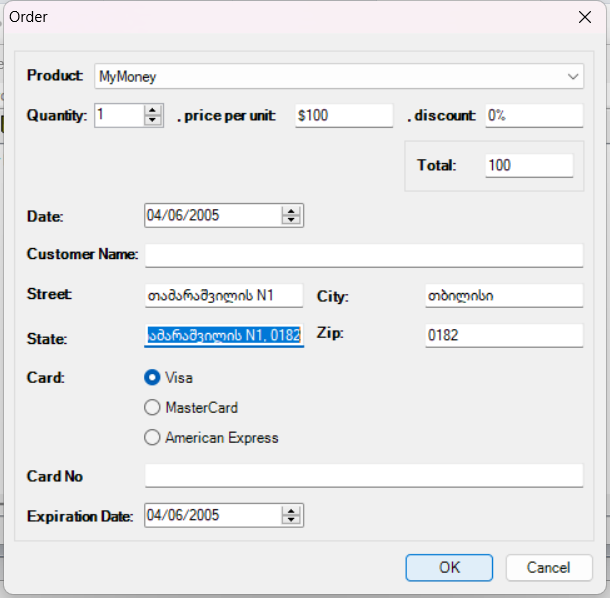 Order
Product: MyMoney
Quantity: 1 . price per unit: $100 . discount: 0%
Total: 100
Date: 04/06/2005
Customer Name:
Street: თამარაშვილის N1 City: თბილისი
State: ამარაშვილის N1, 0182 Zip: 0182
Card: Visa
MasterCard
American Express
Card No
Expiration Date: 04/06/2005
OK Cancel